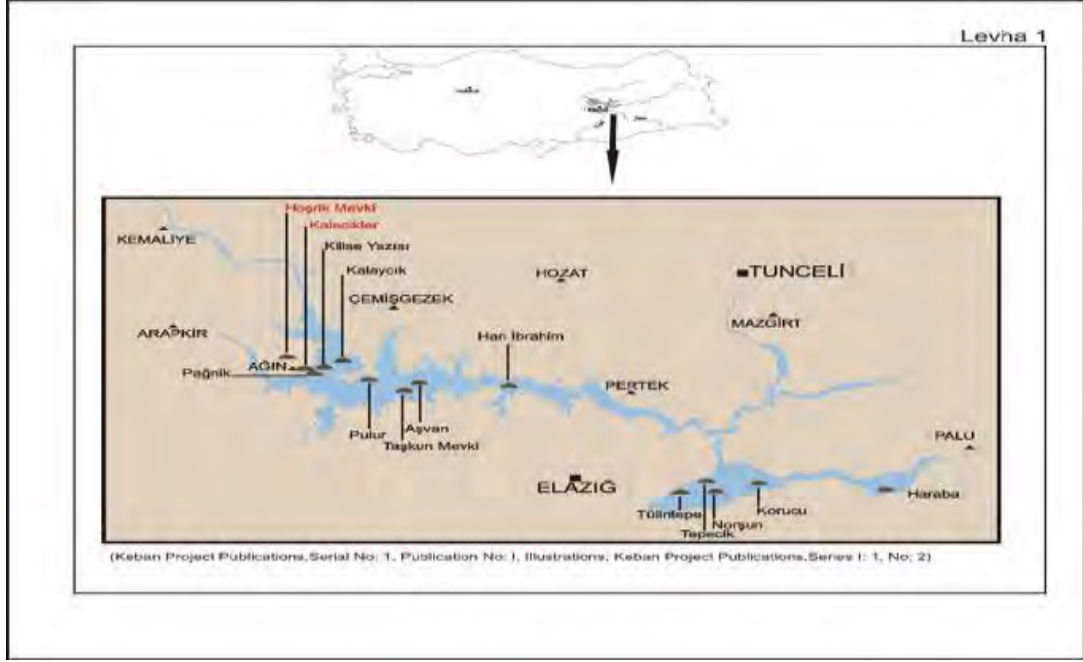 Levha 1
Hoşrik Mevki
Kalecikler
KEMALİYE
Kilise Yazısı
Kalaycık
HOZAT
TUNCELİ
ÇEMİŞGEZEK
ARAPKİR
Han İbrahim
MAZGİRT
AĞIN
Pağnik
PERTEK
Pulur
Aşvan
Taşkun Mevki
PALU
ELAZIĞ
Tülintepe
Korucu
Haraba
Norşun
Tepecik
(Keban Project Publications,Serial No: 1, Publication No: I, Illustrations, Keban Project Publications,Series I: 1, No: 2)